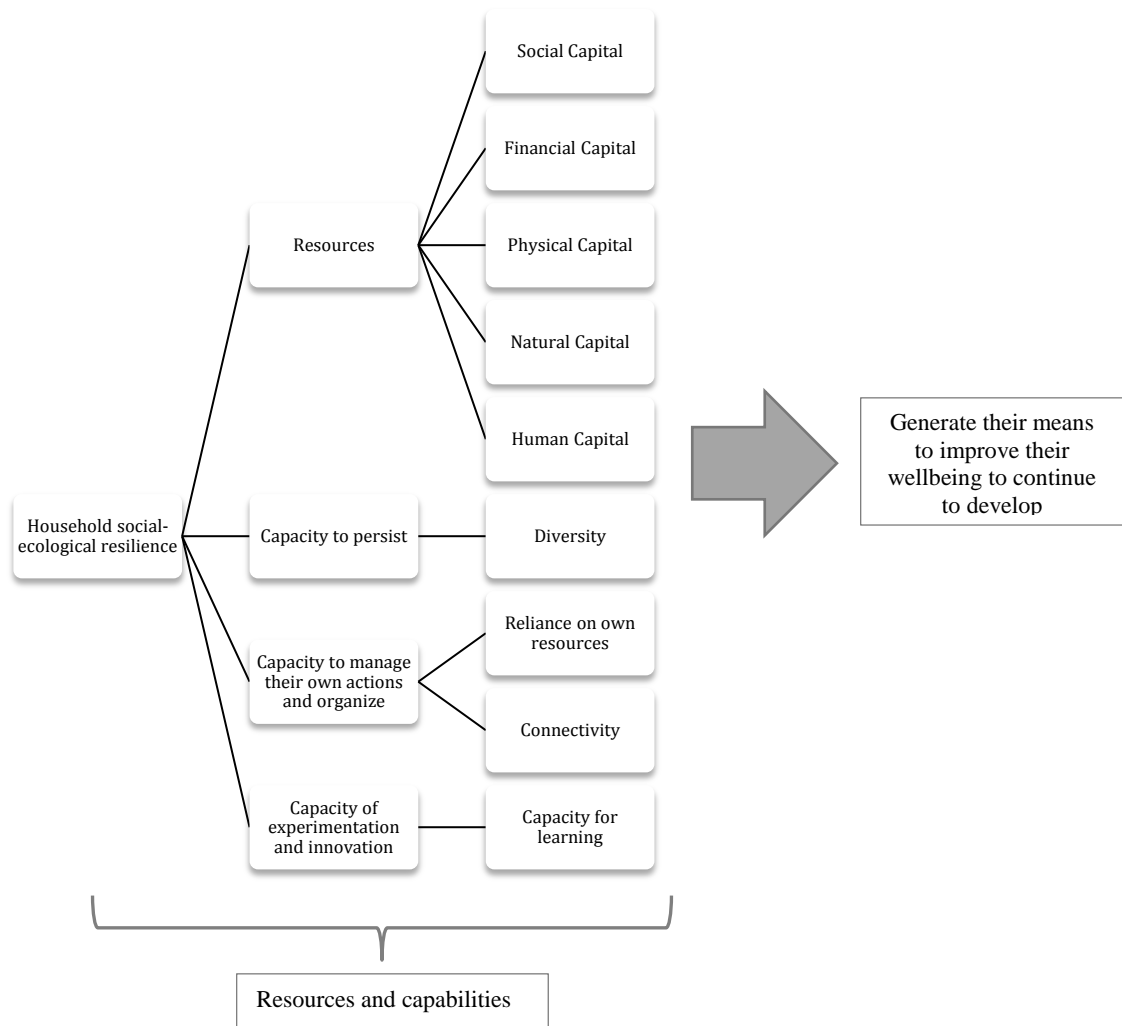 Social Capital
Financial Capital
Physical Capital
Natural Capital
Human Capital
Resources
Household social-
ecological resilience
Capacity to persist
Diversity
Capacity to manage
their own actions
and organize
Reliance on own
resources
Connectivity
Capacity of
experimentation
and innovation
Capacity for
learning
Generate their means
to improve their
wellbeing to continue
to develop
Resources and capabilities